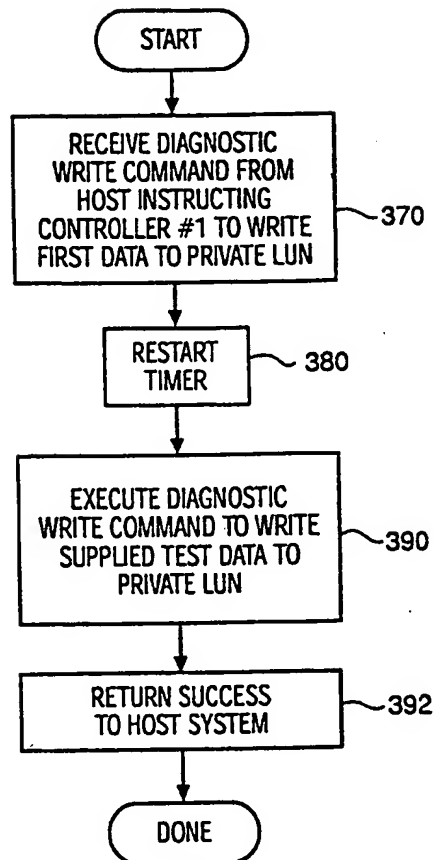 START
RECEIVE DIAGNOSTIC
WRITE COMMAND FROM
HOST INSTRUCTING
CONTROLLER #1 TO WRITE
FIRST DATA TO PRIVATE LUN
370
RESTART
TIMER
380
EXECUTE DIAGNOSTIC
WRITE COMMAND TO WRITE
SUPPLIED TEST DATA TO
PRIVATE LUN
390
RETURN SUCCESS
TO HOST SYSTEM
392
DONE